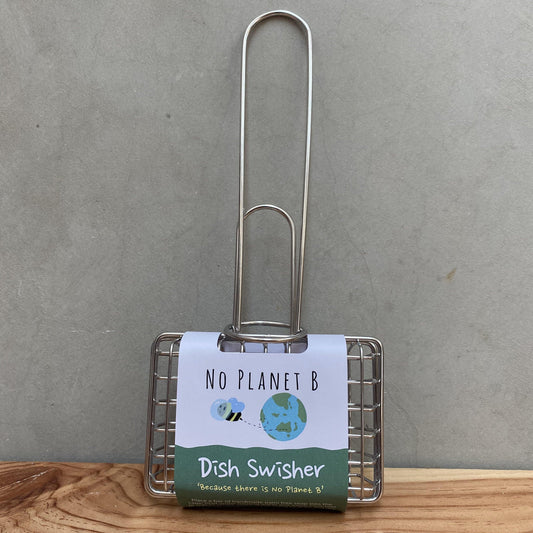 No Planet B
Dish Swisher
'Because there is No Planet B'